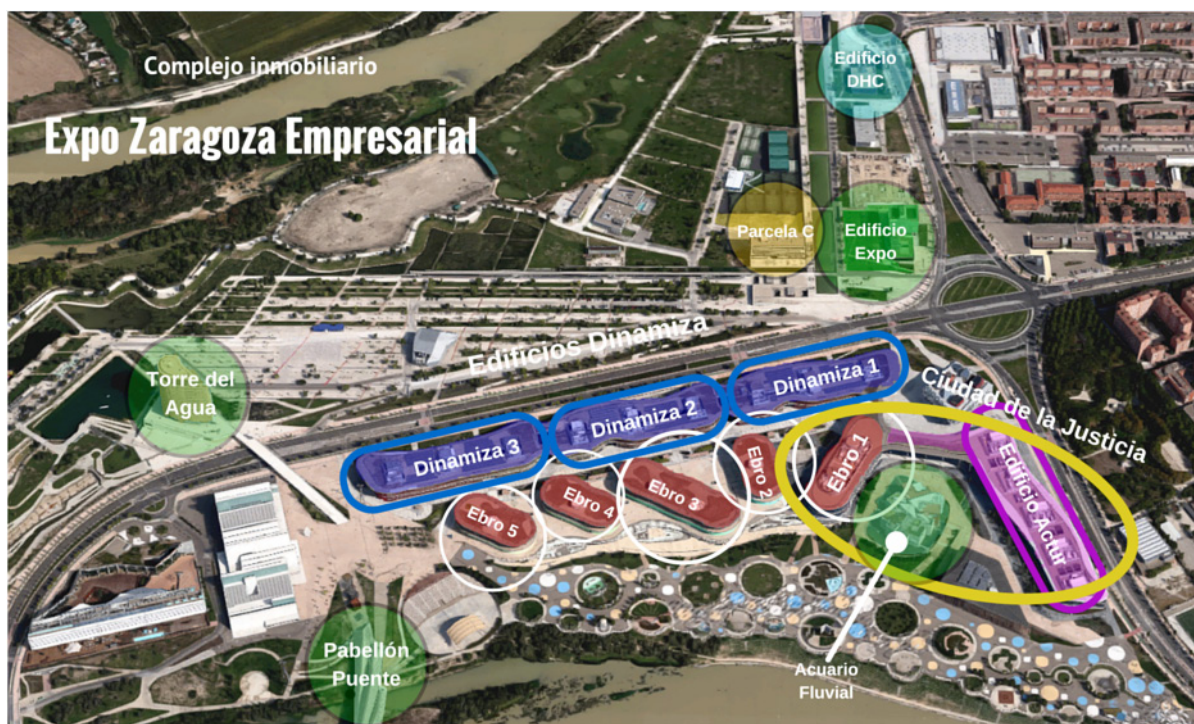 Complejo inmobiliario
Expo Zaragoza Empresarial
Edificio
DHC
Parcela C
Edificio
Expo
Edificios Dinamiza
Torre del
Agua
Dinamiza 1
Dinamiza 2
Dinamiza 3
Ciudad de la Justicia
Edificio Actur
Ebro 1
Ebro 2
Ebro 3
Ebro 4
Ebro 5
Pabellón
Puente
Acuario
Fluvial